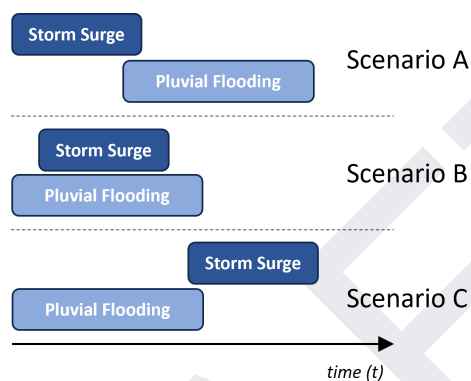 Storm Surge
Scenario A
Pluvial Flooding
Storm Surge
Scenario B
Pluvial Flooding
Storm Surge
Scenario C
Pluvial Flooding
time (t)